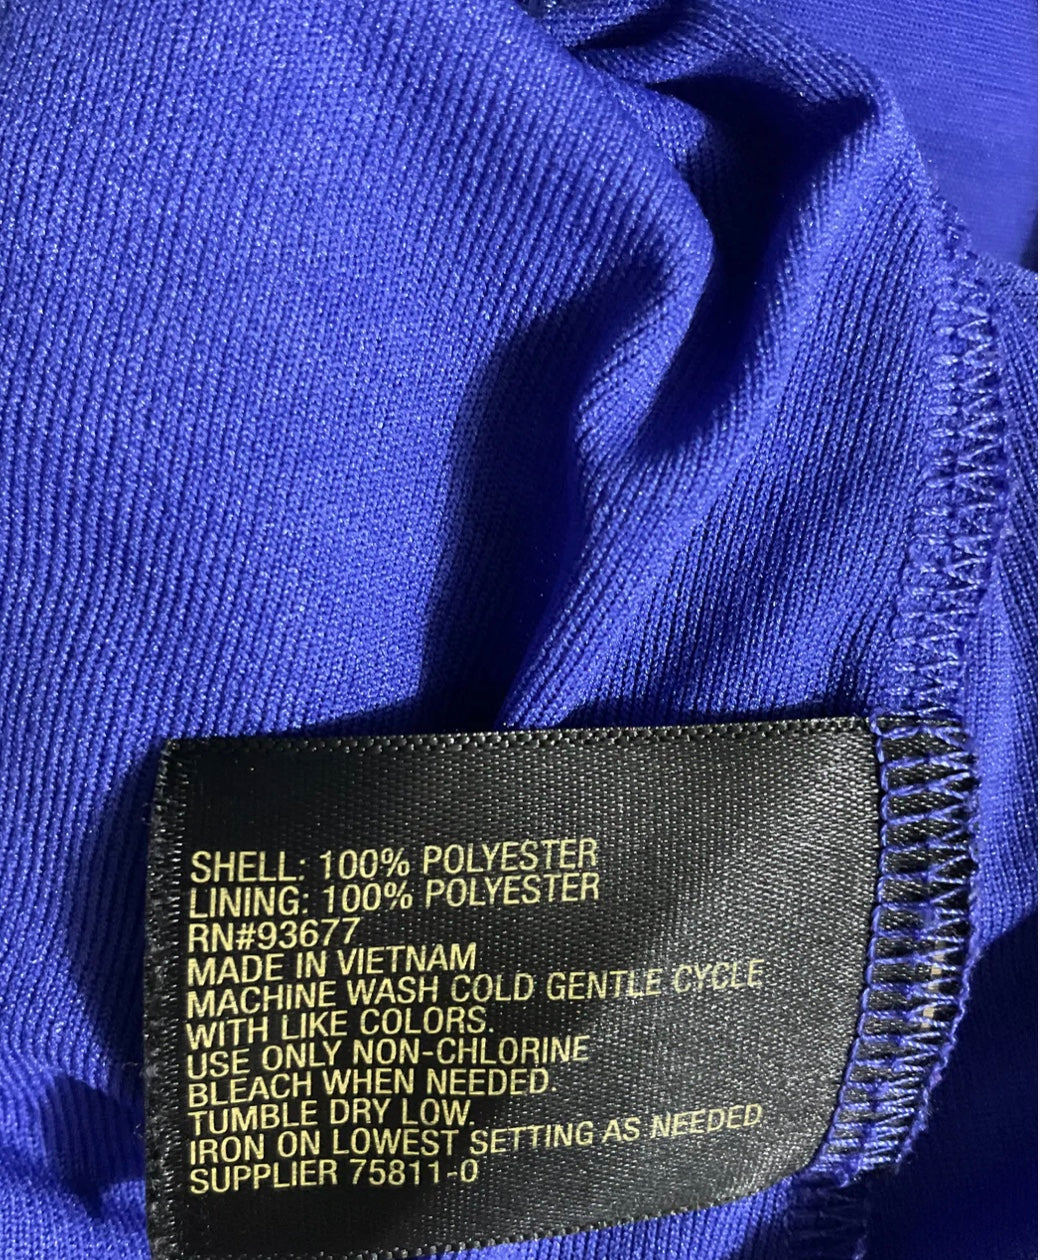 SHELL: 100% POLYESTER
LINING: 100% POLYESTER
RN#93677
MADE IN VIETNAM
MACHINE WASH COLD GENTLE CYCLE
WITH LIKE COLORS.
USE ONLY NON-CHLORINE
BLEACH WHEN NEEDED.
TUMBLE DRY LOW.
IRON ON LOWEST SETTING AS NEEDED
SUPPLIER 75811-0